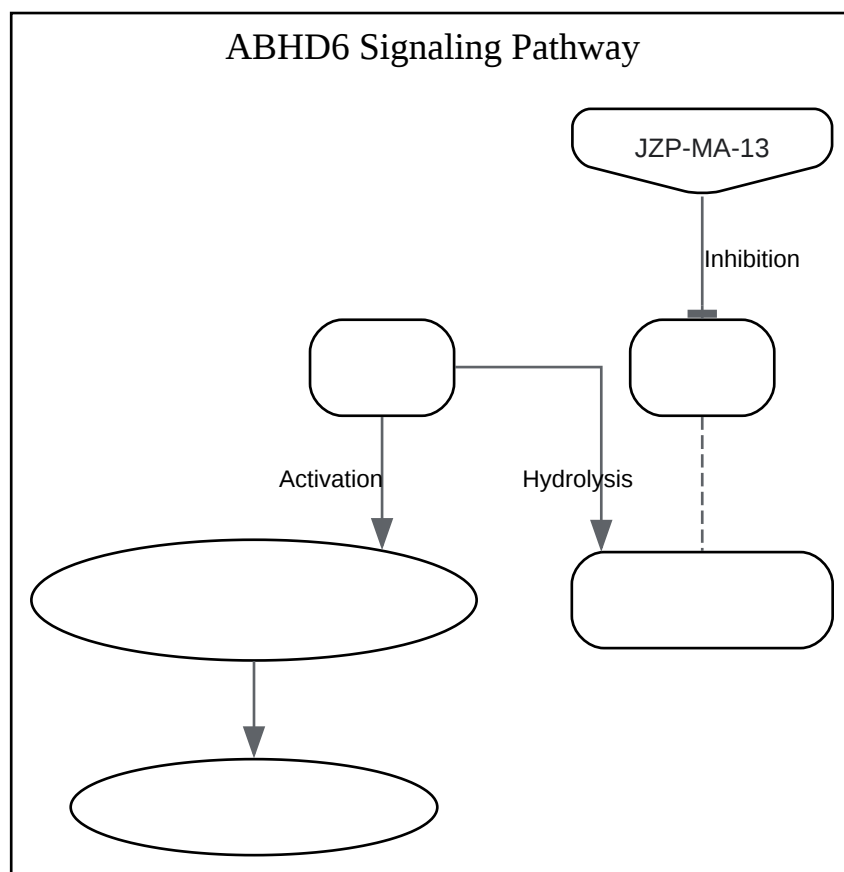 ABHD6 Signaling Pathway
JZP-MA-13
Inhibition
Activation
Hydrolysis